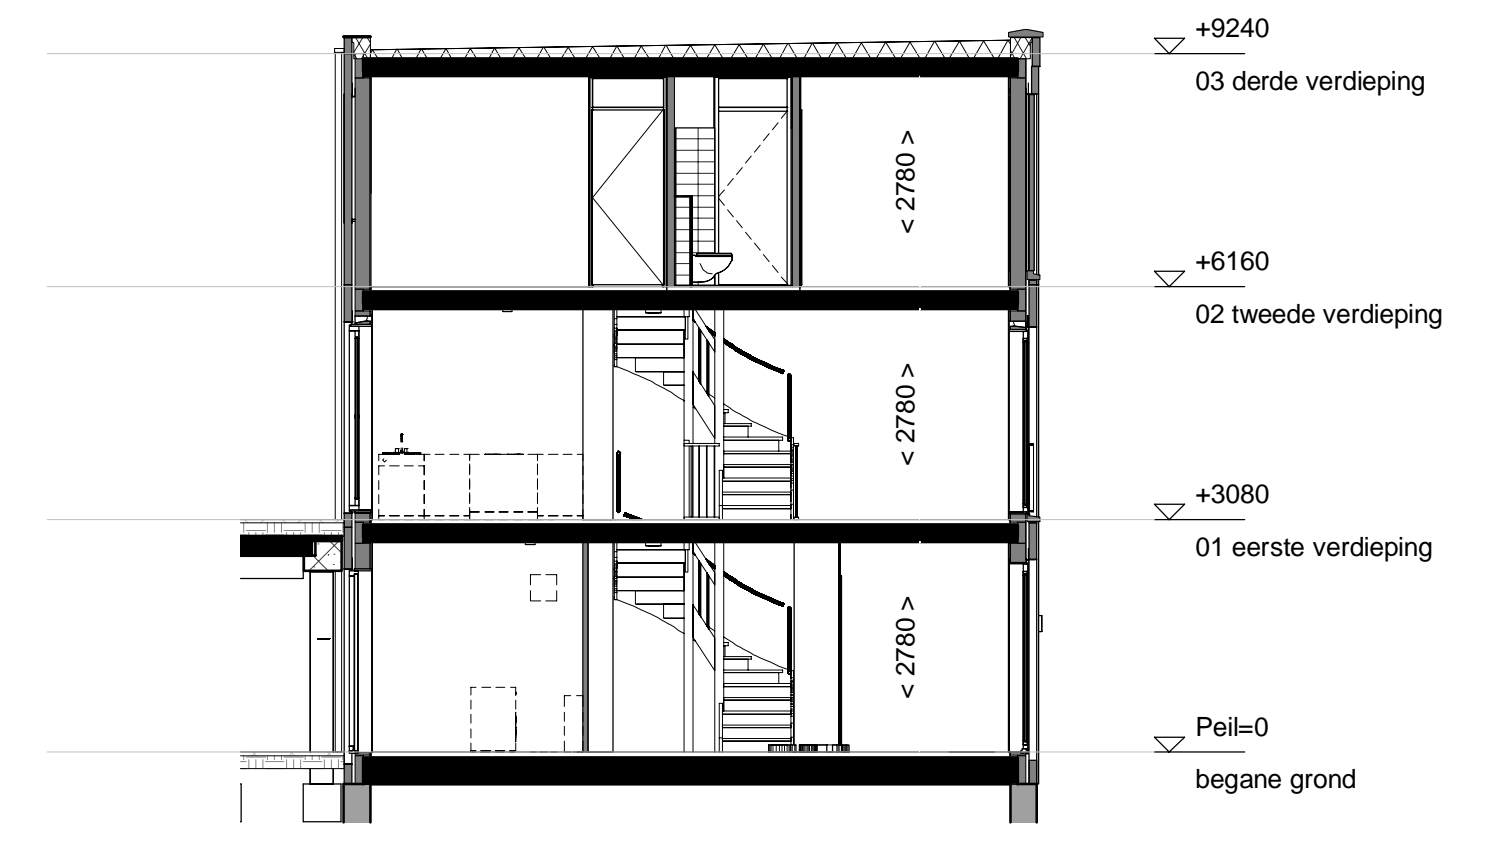 +9240
03 derde verdieping
< 2780 >
+6160
02 tweede verdieping
< 2780 >
+3080
01 eerste verdieping
< 2780 >
Peil=0
begane grond